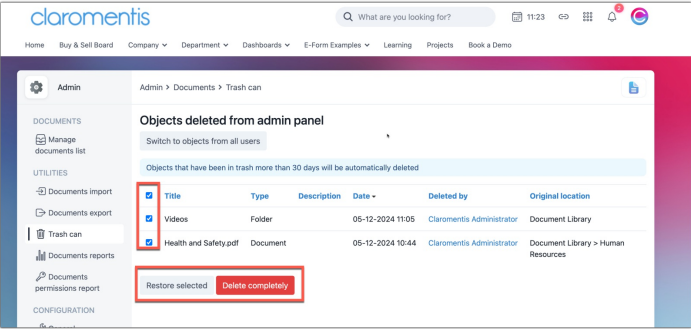 claromentis
What are you looking for?
11:23
2
Home Buy & Sell Board Company Department Dashboards E-Form Examples Learning Projects Book a Demo
Admin
Admin > Documents > Trash can
DOCUMENTS
Manage
documents list
UTILITIES
Documents import
Documents export
Trash can
Documents reports
Documents
permissions report
CONFIGURATION
Objects deleted from admin panel
Switch to objects from all users
Objects that have been in trash more than 30 days will be automatically deleted
Title Type Description Date Deleted by Original location
Videos Folder 05-12-2024 11:05 Claromentis Administrator Document Library
Health and Safety.pdf Document 05-12-2024 10:44 Claromentis Administrator Document Library > Human
Resources
Restore selected Delete completely